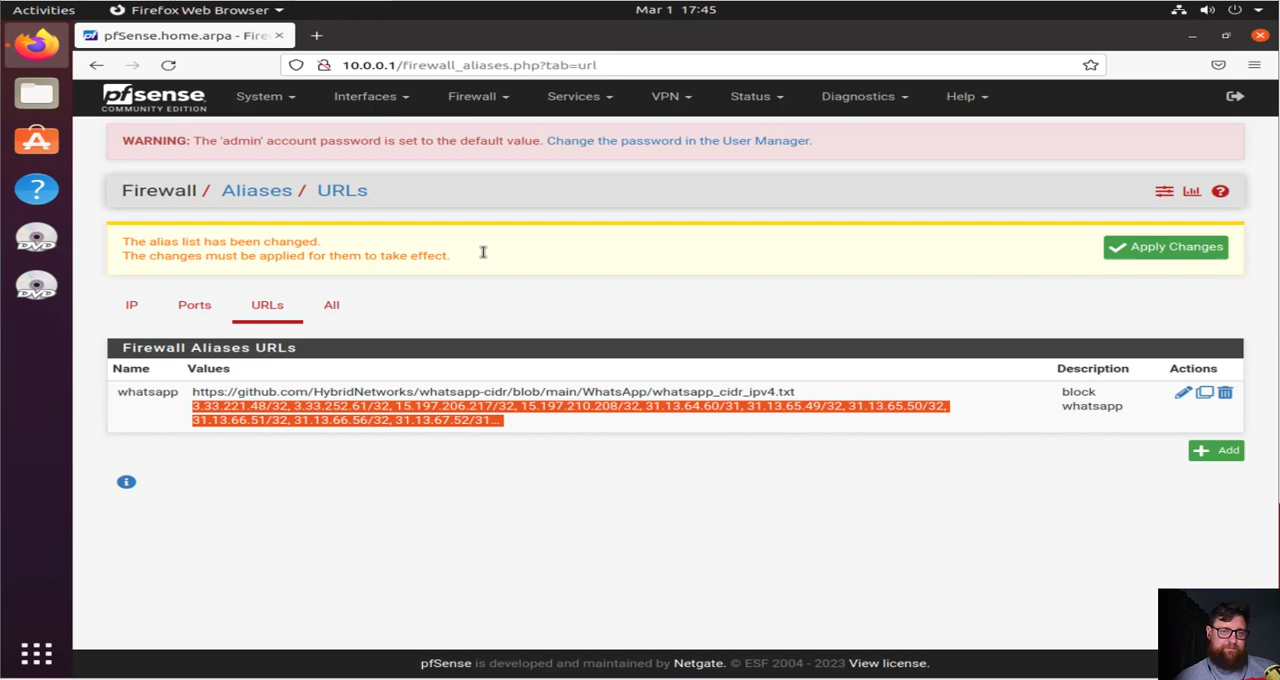 Activities
Firefox Web Browser
Mar 1 17:45
pfSense.home.arpa - Fire
10.0.0.1/firewall_aliases.php?tab=url
pfsense
COMMUNITY EDITION
System
Interfaces
Firewall
Services
VPN
Status
Diagnostics
Help
WARNING: The 'admin' account password is set to the default value. Change the password in the User Manager.
Firewall / Aliases / URLs
The alias list has been changed.
The changes must be applied for them to take effect.
Apply Changes
IP
Ports
URLs
All
Firewall Aliases URLs
Name
Values
Description
Actions
whatsapp
https://github.com/HybridNetworks/whatsapp-cidr/blob/main/WhatsApp/whatsapp_cidr_ipv4.txt
3.33.221.48/32, 3.33.252.61/32, 15.197.206.217/32, 15.197.210.208/32, 31.13.64.60/31, 31.13.65.49/32, 31.13.65.50/32,
31.13.66.51/32, 31.13.66.56/32, 31.13.67.52/31...
block
whatsapp
Add
DVD
DVD
pfSense is developed and maintained by Netgate. © ESF 2004 - 2023 View license.